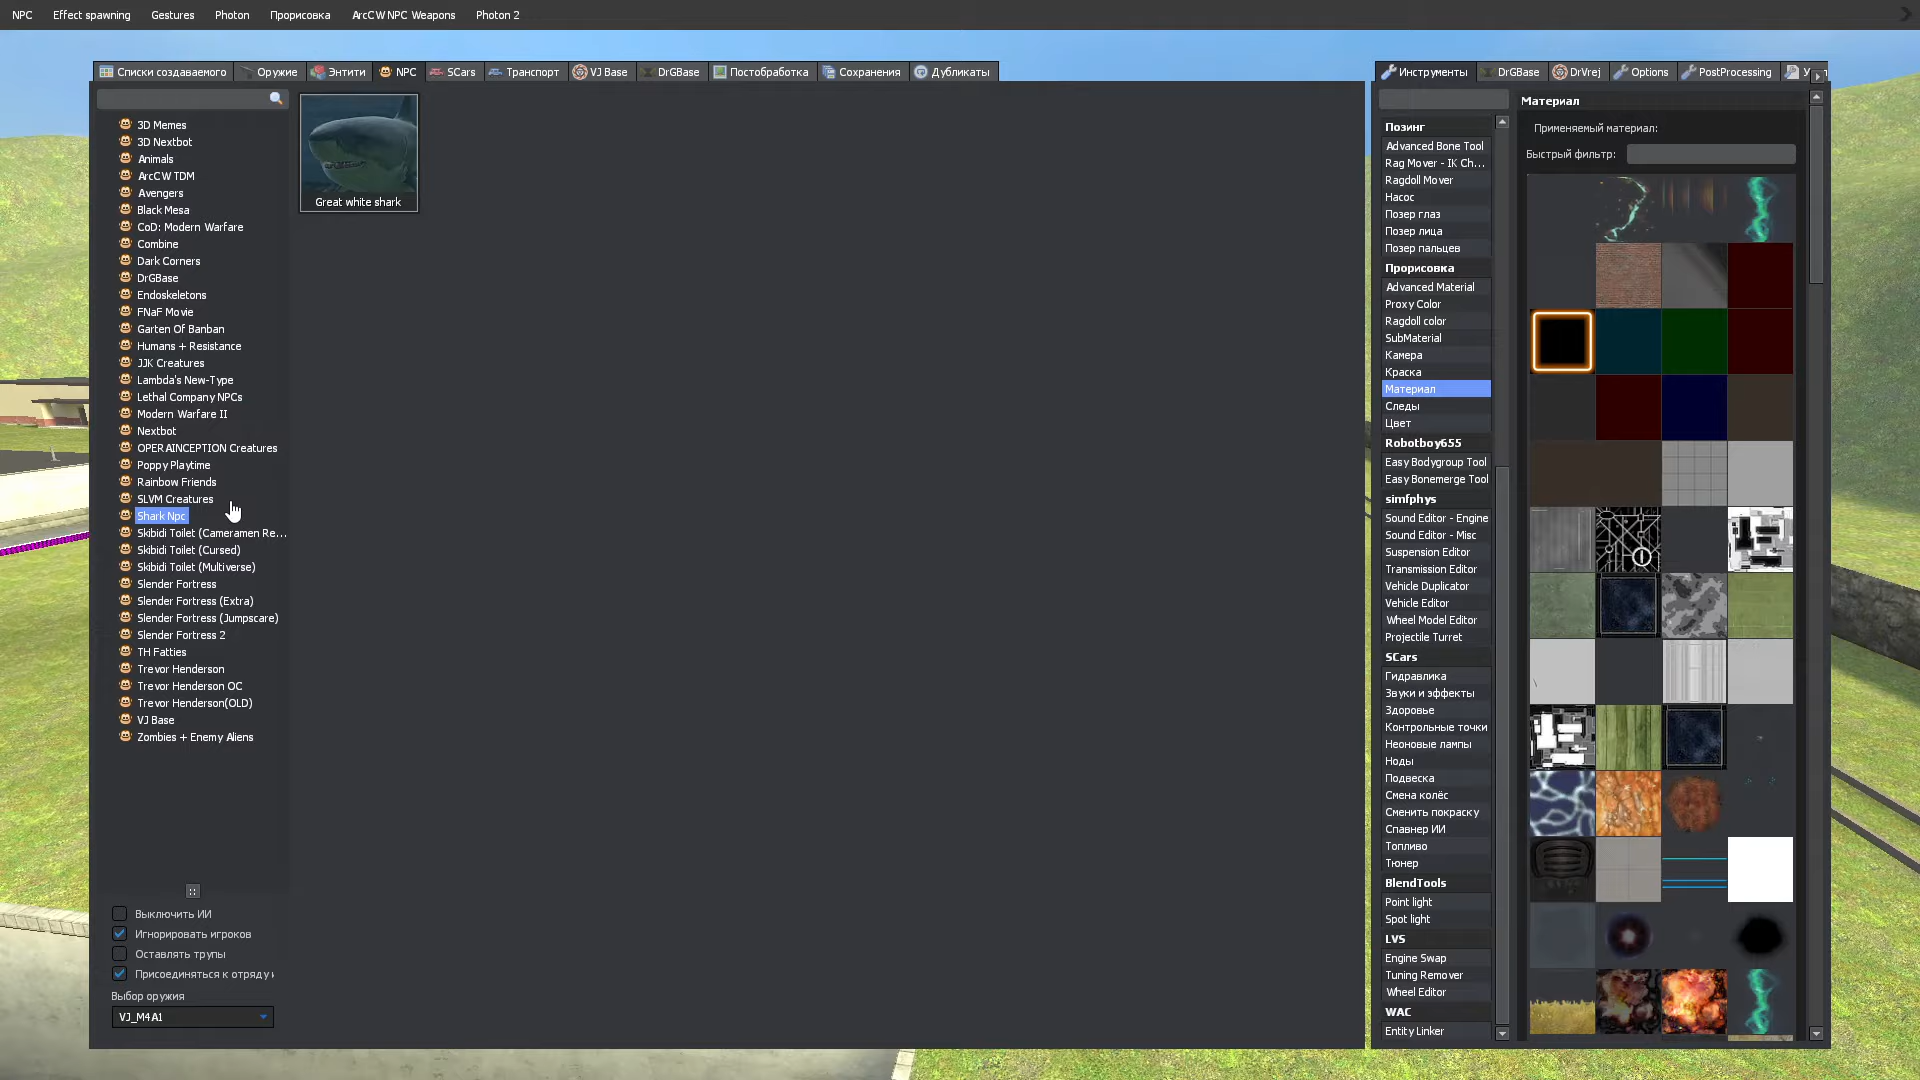 NPC Effect spawning Gestures Photon Прорисовка ArcCW NPC Weapons Photon 2
Списки создаваемого Оружие Энтити NPC SCars Транспорт VJ Base DrGBase Постобработка Сохранения Дубликаты
3D Memes
3D Nextbot
Animals
ArcCW TDM
Avengers
Black Mesa
CoD: Modern Warfare
Combine
Dark Corners
DrGBase
Endoskeletons
FNaF Movie
Garten Of Banban
Humans + Resistance
JJK Creatures
Lambda's New-Type
Lethal Company NPCs
Modern Warfare II
Nextbot
OPERAINCEPTION Creatures
Poppy Playtime
Rainbow Friends
SLVM Creatures
Shark Npc
Skibidi Toilet (Cameramen Re...
Skibidi Toilet (Cursed)
Skibidi Toilet (Multiverse)
Slender Fortress
Slender Fortress (Extra)
Slender Fortress (Jumpscare)
Slender Fortress 2
TH Fatties
Trevor Henderson
Trevor Henderson OC
Trevor Henderson(OLD)
VJ Base
Zombies + Enemy Aliens
Выключить ИИ
Игнорировать игроков
Оставлять трупы
Присоединяться к отряду
Выбор оружия
VJ_M4A1
Great white shark
Инструменты DrGBase DrVrej Options PostProcessing
Позинг
Advanced Bone Tool
Rag Mover - IK Ch...
Ragdoll Mover
Насос
Позер глаз
Позер лица
Позер пальцев
Прорисовка
Advanced Material
Proxy Color
Ragdoll color
SubMaterial
Камера
Краска
Материал
Следы
Цвет
Robotboy655
Easy Bodygroup Tool
Easy Bonemerge Tool
simfphys
Sound Editor - Engine
Sound Editor - Misc
Suspension Editor
Transmission Editor
Vehicle Duplicator
Vehicle Editor
Wheel Model Editor
Projectile Turret
SCars
Гидравлика
Звуки и эффекты
Здоровье
Контрольные точки
Неоновые лампы
Ноды
Подвеска
Смена колёс
Сменить покраску
Спавнер ИИ
Топливо
Тюнер
BlendTools
Point light
Spot light
LVS
Engine Swap
Tuning Remover
Wheel Editor
WAC
Entity Linker
Материал
Применяемый материал:
Быстрый фильтр: